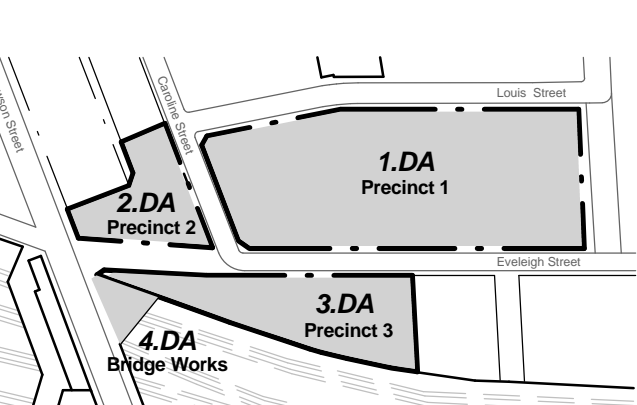 Louis Street
Caroline Street
1.DA
Precinct 1
2.DA
Precinct 2
Eveleigh Street
3.DA
Precinct 3
4.DA
Bridge Works
Street